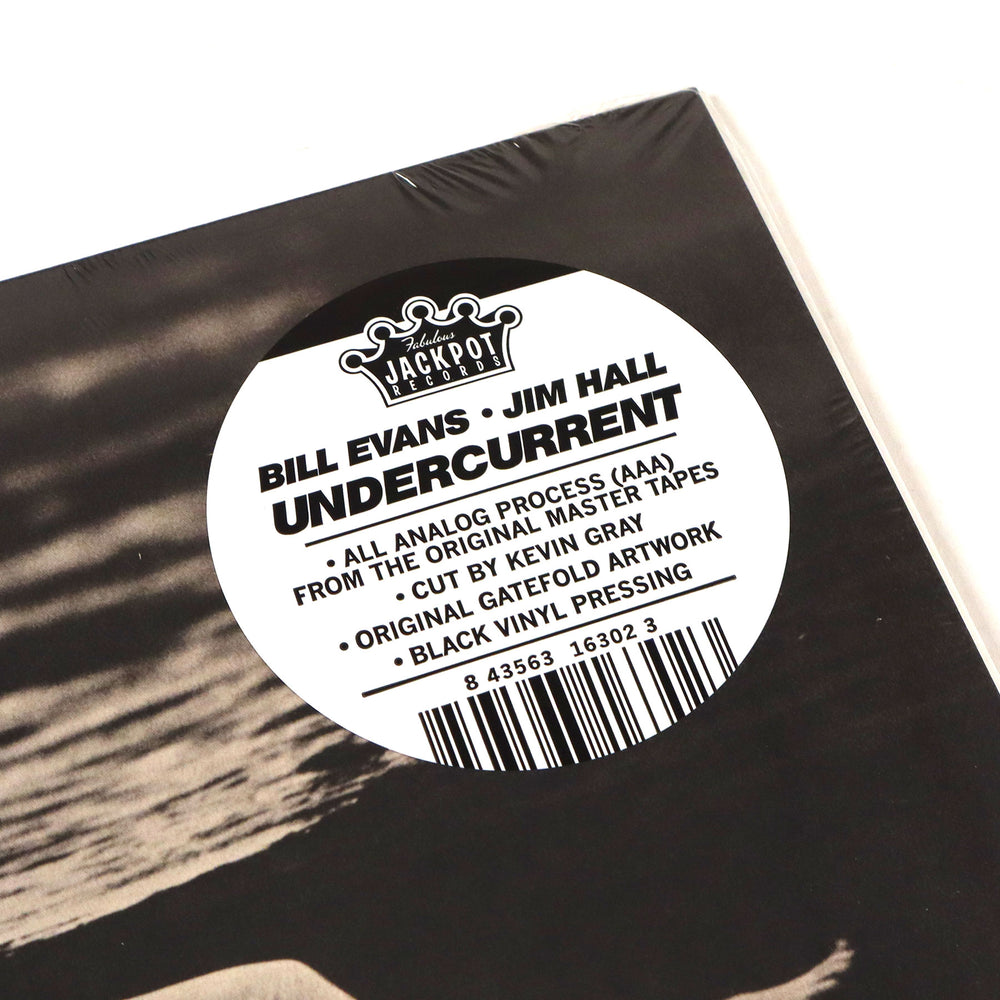 Fabulous
JACKPOT
RECORDS
BILL EVANS • JIM HALL
UNDERCURRENT
• ALL ANALOG PROCESS (AAA)
FROM THE ORIGINAL MASTER TAPES
• CUT BY KEVIN GRAY
• ORIGINAL GATEFOLD ARTWORK
• BLACK VINYL PRESSING
8 43563 16302 3